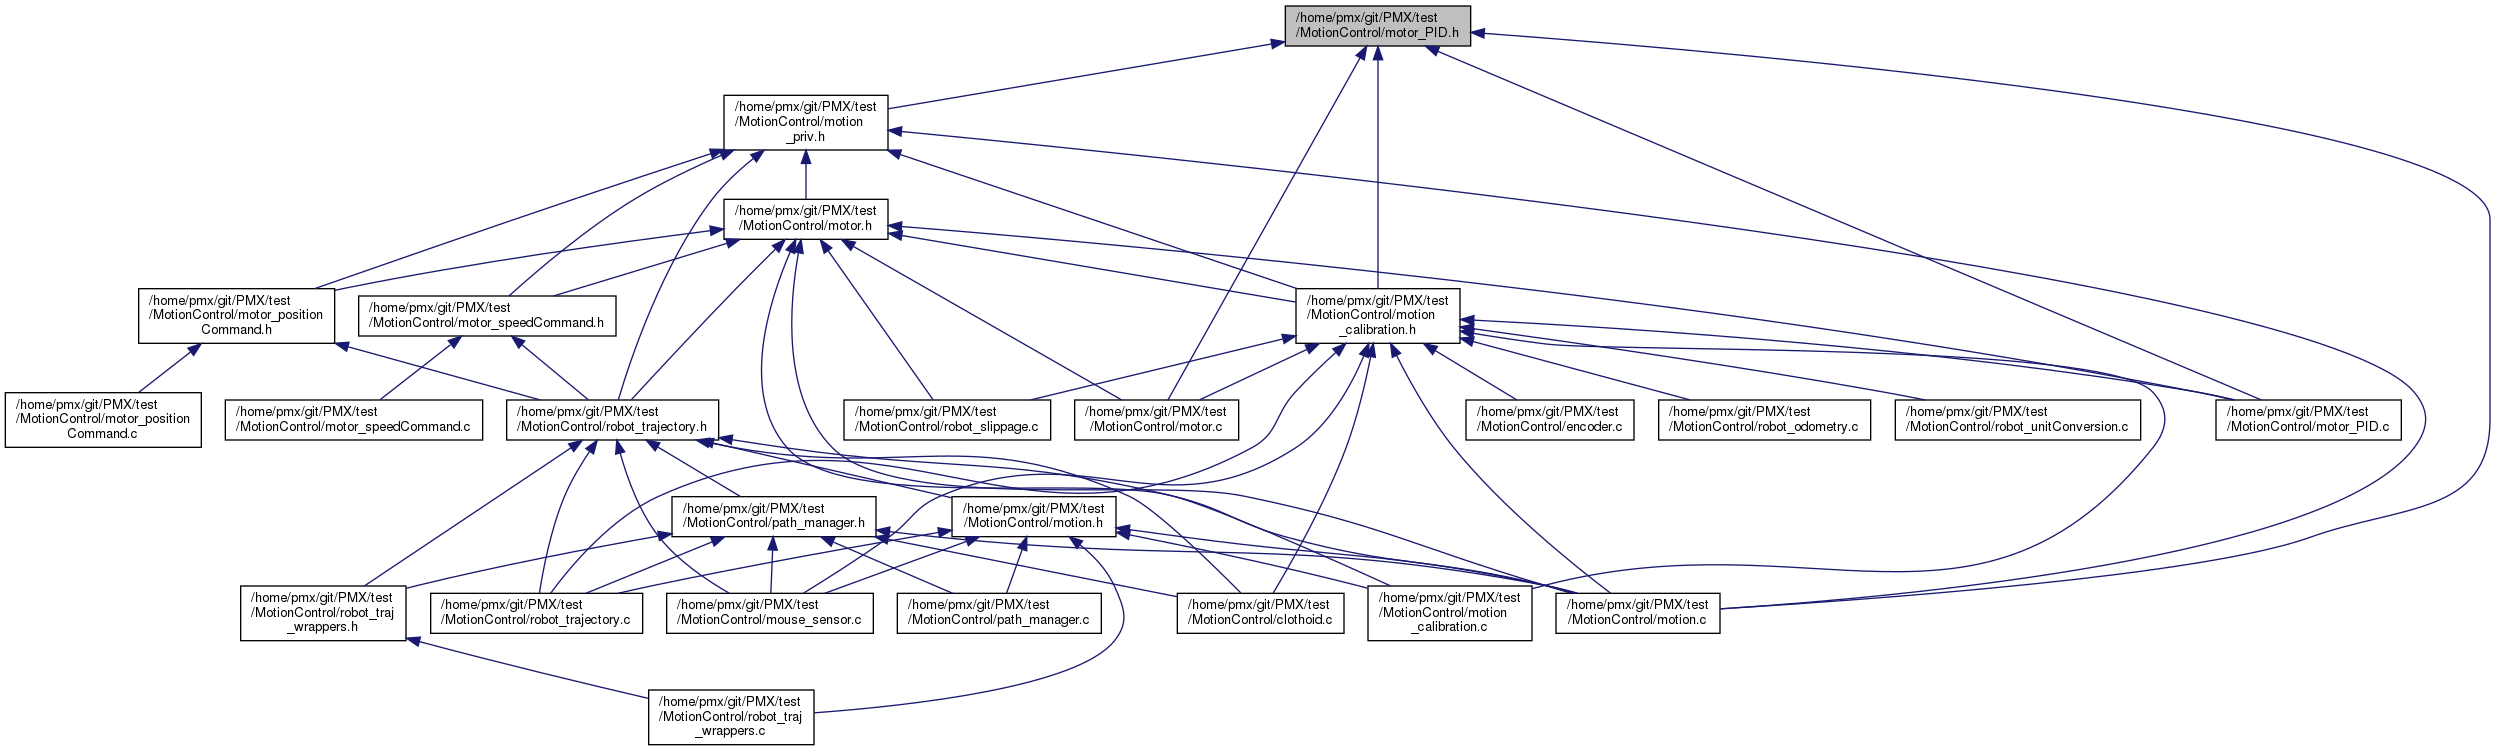 /home/pmx/git/PMX/test
/MotionControl/motor_PID.h
/home/pmx/git/PMX/test
/MotionControl/motion
_priv.h
/home/pmx/git/PMX/test
/MotionControl/motor.h
/home/pmx/git/PMX/test
/MotionControl/motor_position
Command.h
/home/pmx/git/PMX/test
/MotionControl/motor_speedCommand.h
/home/pmx/git/PMX/test
/MotionControl/motion
_calibration.h
/home/pmx/git/PMX/test
/MotionControl/motor_position
Command.c
/home/pmx/git/PMX/test
/MotionControl/motor_speedCommand.c
/home/pmx/git/PMX/test
/MotionControl/robot_trajectory.h
/home/pmx/git/PMX/test
/MotionControl/robot_slippage.c
/home/pmx/git/PMX/test
/MotionControl/motor.c
/home/pmx/git/PMX/test
/MotionControl/encoder.c
/home/pmx/git/PMX/test
/MotionControl/robot_odometry.c
/home/pmx/git/PMX/test
/MotionControl/robot_unitConversion.c
/home/pmx/git/PMX/test
/MotionControl/motor_PID.c
/home/pmx/git/PMX/test
/MotionControl/path_manager.h
/home/pmx/git/PMX/test
/MotionControl/motion.h
/home/pmx/git/PMX/test
/MotionControl/robot_traj
_wrappers.h
/home/pmx/git/PMX/test
/MotionControl/robot_trajectory.c
/home/pmx/git/PMX/test
/MotionControl/mouse_sensor.c
/home/pmx/git/PMX/test
/MotionControl/path_manager.c
/home/pmx/git/PMX/test
/MotionControl/clothoid.c
/home/pmx/git/PMX/test
/MotionControl/motion
_calibration.c
/home/pmx/git/PMX/test
/MotionControl/motion.c
/home/pmx/git/PMX/test
/MotionControl/robot_traj
_wrappers.c